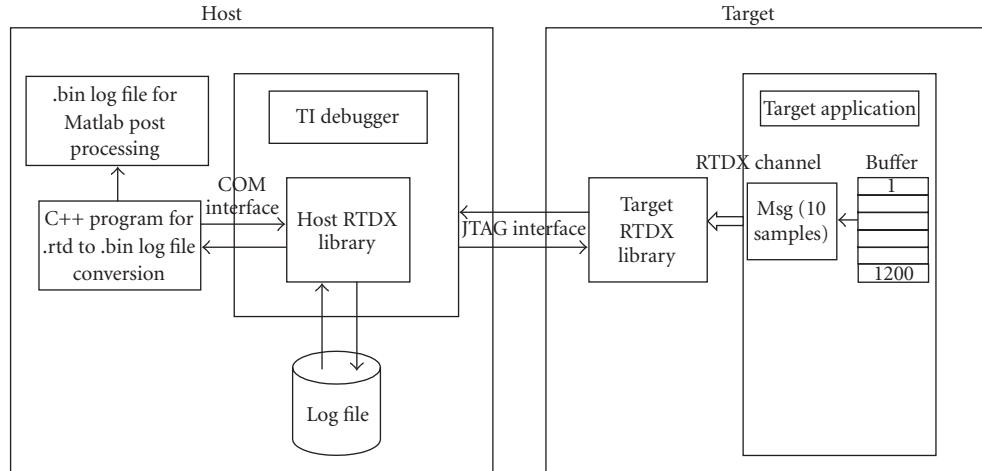 Host
Target
.bin log file for
Matlab post
processing
TI debugger
Target application
COM
interface
RTDX channel
Buffer
1
C++ program for
.rtd to .bin log file
conversion
Host RTDX
library
JTAG interface
Target
RTDX
library
Msg (10
samples)
1200
Log file